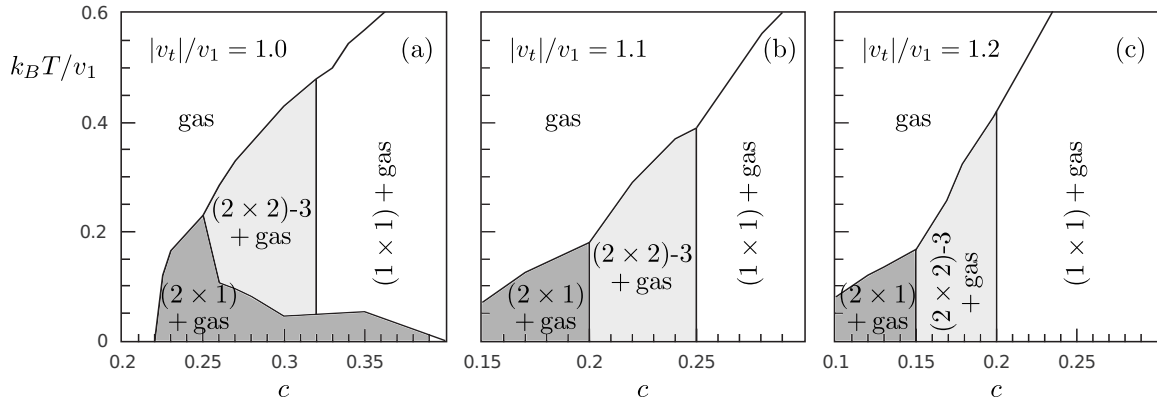 |v_t|/v_1 = 1.0
(a)
k_BT/v_1
gas
(2 × 2)-3
+ gas
(2 × 1)
+ gas
(1 × 1) + gas
0.6
0.4
0.2
0
0.2 0.25 0.3 0.35
c
|v_t|/v_1 = 1.1
(b)
gas
(2 × 1)
+ gas
(2 × 2)-3
+ gas
(1 × 1) + gas
0.15 0.2 0.25
c
|v_t|/v_1 = 1.2
(c)
gas
(2 × 1)
+ gas
(2 × 2)-3
+ gas
(1 × 1) + gas
0.1 0.15 0.2 0.25
c